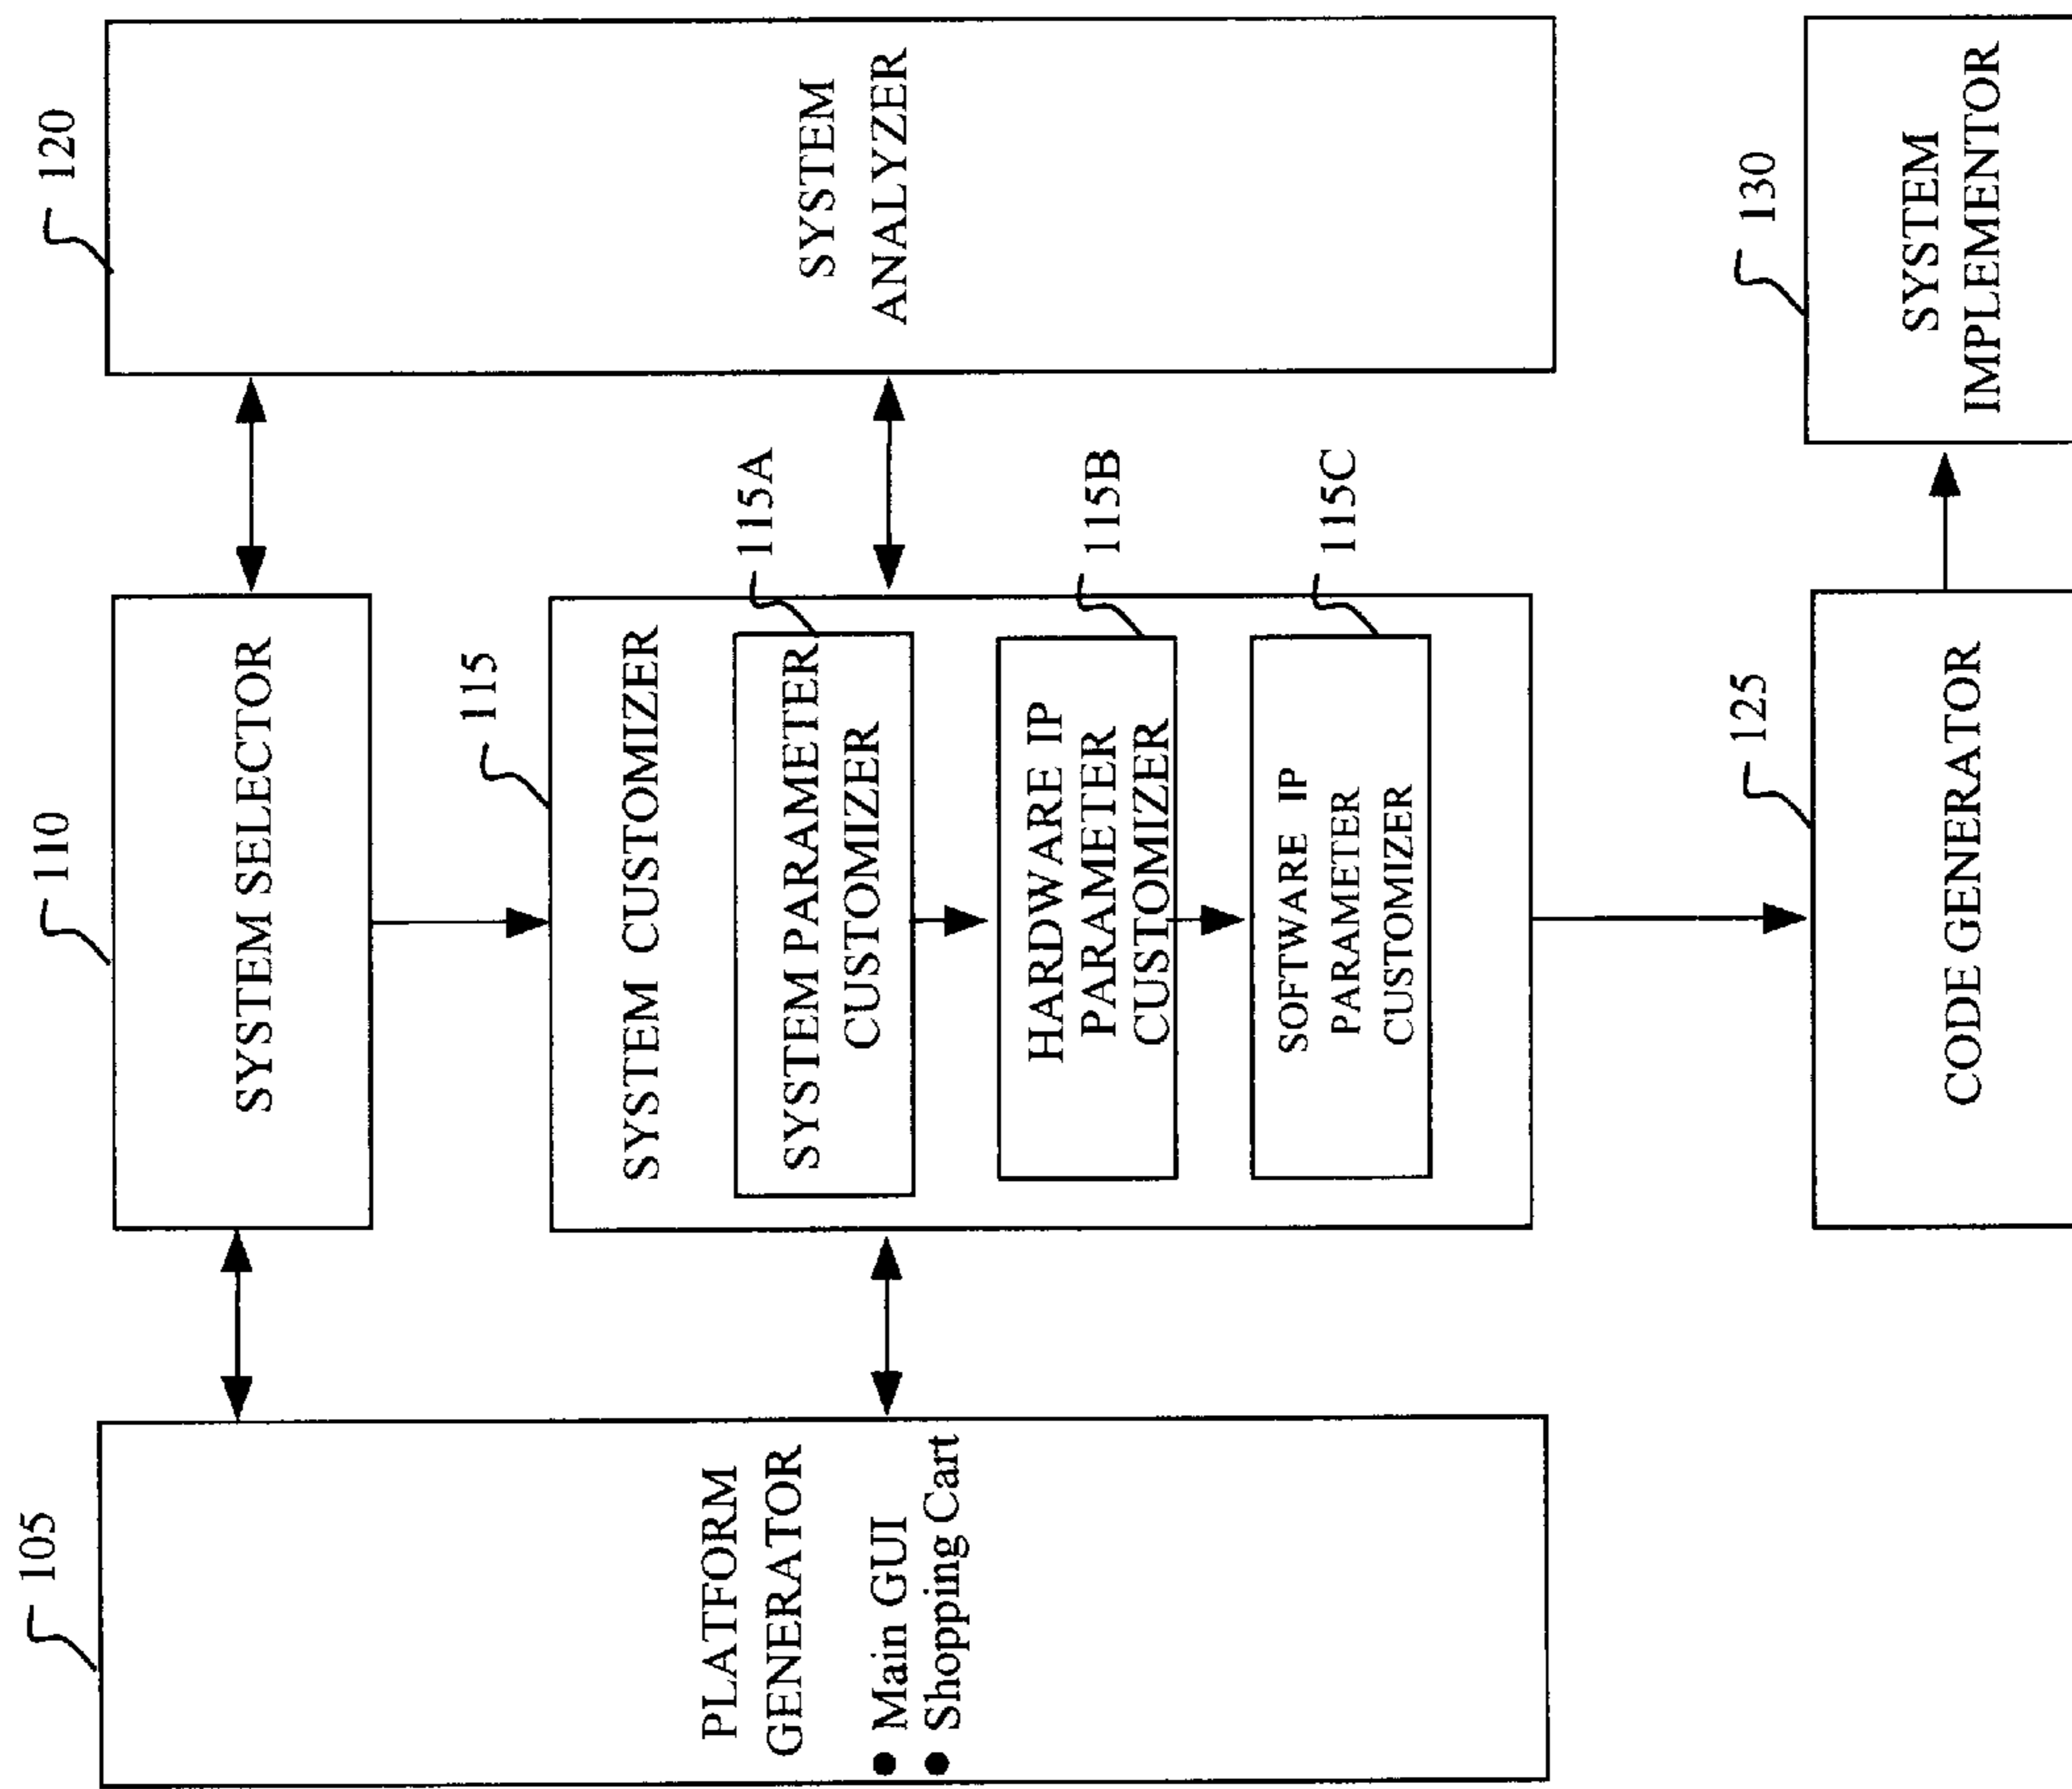 105
PLATFORM
GENERATOR
● Main GUI
● Shopping Cart
110
SYSTEM SELECTOR
115
SYSTEM CUSTOMIZER
115A
SYSTEM PARAMETER
CUSTOMIZER
115B
HARDWARE IP
PARAMETER
CUSTOMIZER
115C
SOFTWARE IP
PARAMETER
CUSTOMIZER
120
SYSTEM
ANALYZER
125
CODE GENERATOR
130
SYSTEM
IMPLEMENTOR